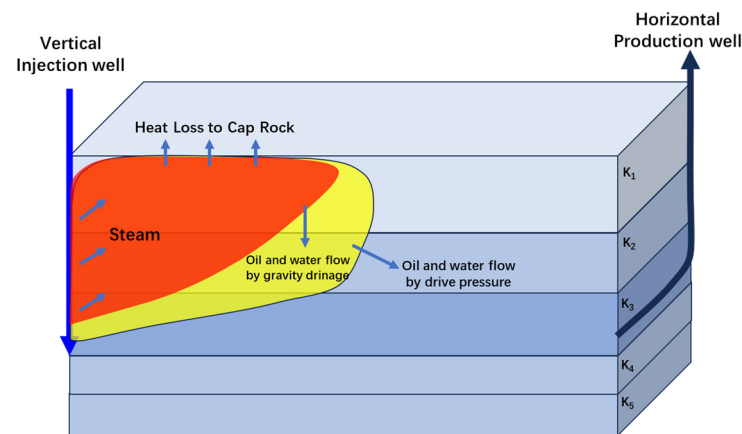 Horizontal
Production well
Vertical
Injection well
Heat Loss to Cap Rock
K1
Steam
K2
Oil and water flow
by gravity drinage
Oil and water flow
by drive pressure
K3
K4
K5